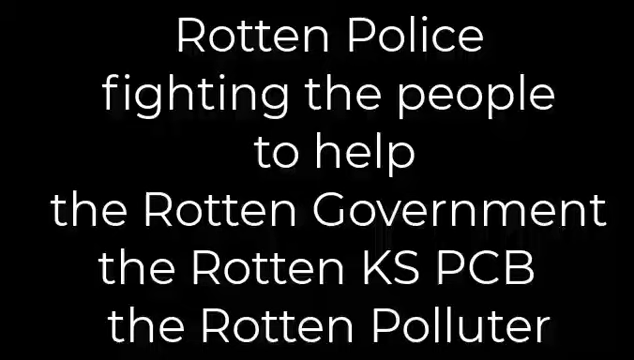 Rotten Police
fighting the people
to help
the Rotten Government
the Rotten KS PCB
the Rotten Polluter